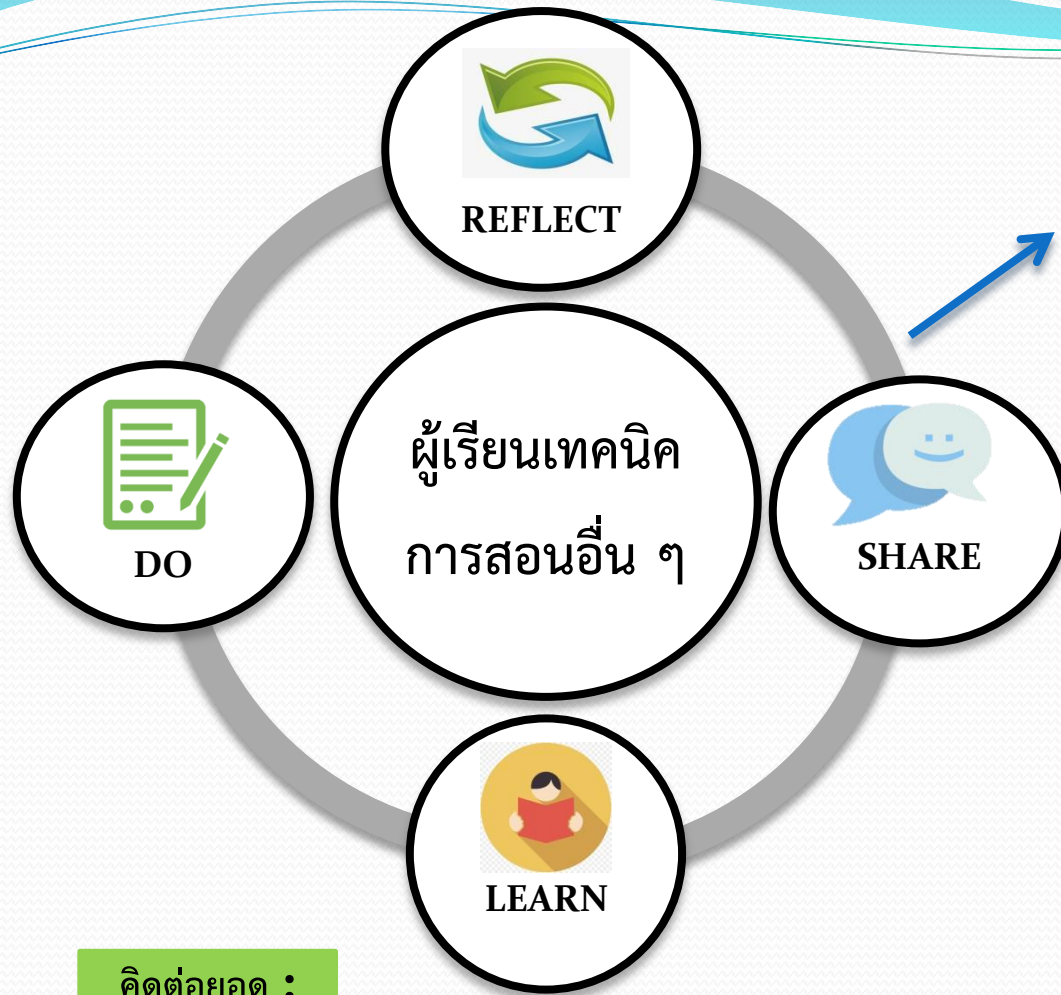 REFLECT
ผู้เรียนเทคนิค
การสอนอื่น ๆ
DO
SHARE
LEARN
คิดต่อยอด :